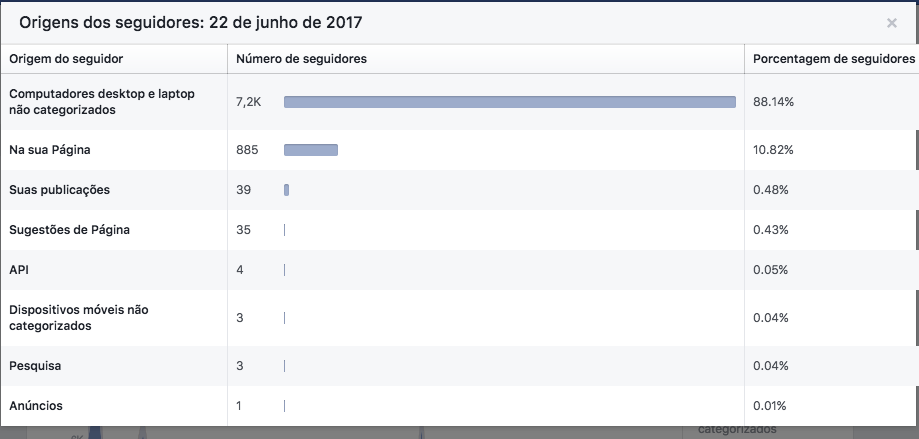 Origens dos seguidores: 22 de junho de 2017
×
Origem do seguidor Número de seguidores Porcentagem de seguidores
Computadores desktop e laptop
não categorizados 7,2K 88.14%
Na sua Página 885 10.82%
Suas publicações 39 0.48%
Sugestões de Página 35 0.43%
API 4 0.05%
Dispositivos móveis não
categorizados 3 0.04%
Pesquisa 3 0.04%
Anúncios 1 0.01%
categorizados